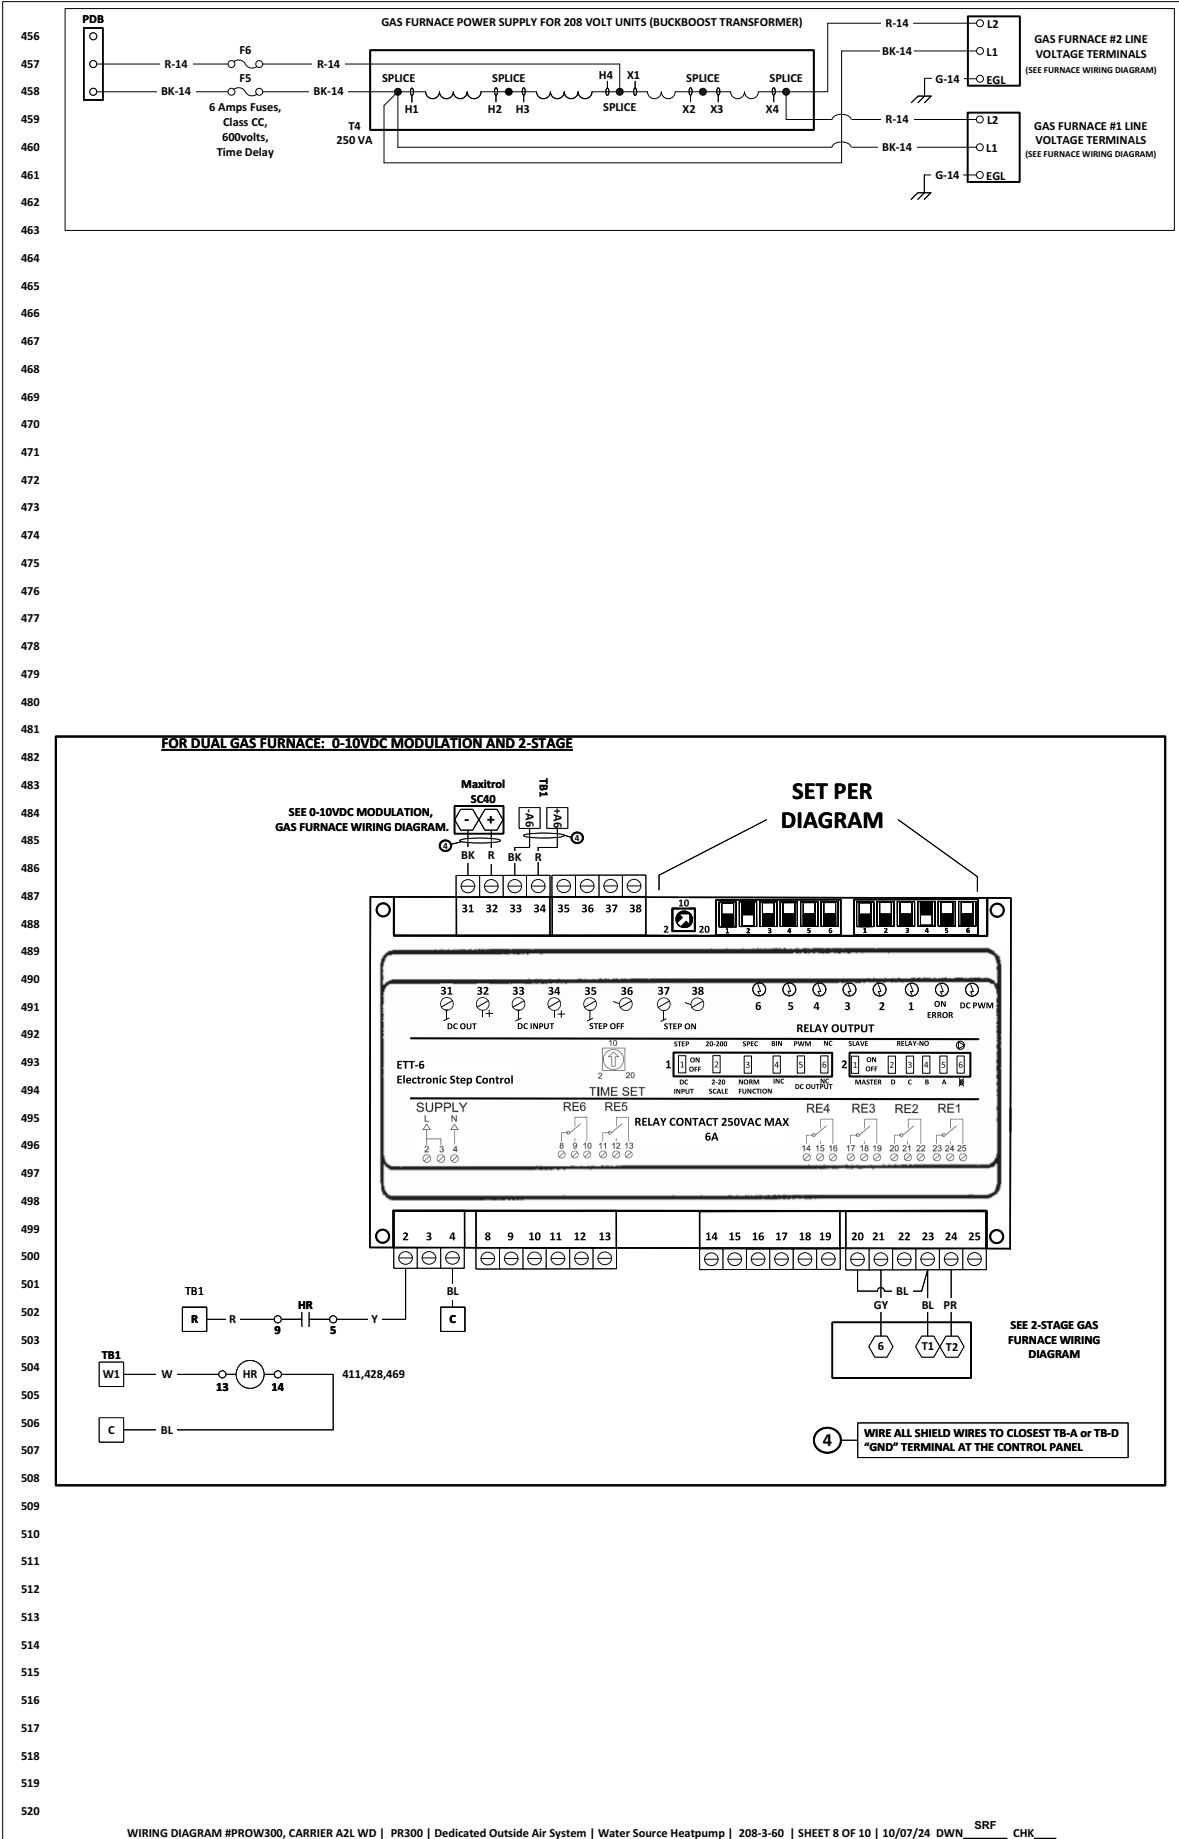 GAS FURNACE POWER SUPPLY FOR 208 VOLT UNITS (BUCKBOOST TRANSFORMER)
PDB
R-14 F6 R-14
BK-14 F5 BK-14
6 Amps Fuses,
Class CC,
600volts,
Time Delay
T4
250 VA
SPLICE SPLICE H4 X1 SPLICE SPLICE
H1 H2 H3 SPLICE X2 X3 X4
R-14 L2
BK-14 L1
G-14 EGL
GAS FURNACE #2 LINE
VOLTAGE TERMINALS
(SEE FURNACE WIRING DIAGRAM)
R-14 L2
BK-14 L1
G-14 EGL
GAS FURNACE #1 LINE
VOLTAGE TERMINALS
(SEE FURNACE WIRING DIAGRAM)
456
457
458
459
460
461
462
463
464
465
466
467
468
469
470
471
472
473
474
475
476
477
478
479
480
481
482
483
484
485
486
487
488
489
490
491
492
493
494
495
496
497
498
499
500
501
502
503
504
505
506
507
508
509
510
511
512
513
514
515
516
517
518
519
520
FOR DUAL GAS FURNACE: 0-10VDC MODULATION AND 2-STAGE
SEE 0-10VDC MODULATION,
GAS FURNACE WIRING DIAGRAM.
Maxitrol
SC40
- +
TB1
-A6 +A6
4 4
BK R BK R
SET PER
DIAGRAM
31 32 33 34 35 36 37 38
10
2 20
1 2 3 4 5 6
1 2 3 4 5 6
31 32 33 34 35 36 37 38
DC OUT DC INPUT STEP OFF STEP ON
6 5 4 3 2 1 ON
ERROR
DC PWM
RELAY OUTPUT
ETT-6
Electronic Step Control
10
2 20
TIME SET
STEP 20-200 SPEC BIN PWM NC
1 1 ON
OFF 2 3 4 5 6
DC
INPUT
2-20
SCALE
NORM
FUNCTION
INC
DC OUTPUT
NC
SLAVE RELAY-NO
2 1 ON
OFF 2 3 4 5 6
MASTER D C B A
SUPPLY
L N
2 3 4
RE6 RE5
8 9 10 11 12 13
RELAY CONTACT 250VAC MAX
6A
RE4 RE3 RE2 RE1
14 15 16 17 18 19 20 21 22 23 24 25
2 3 4 8 9 10 11 12 13 14 15 16 17 18 19 20 21 22 23 24 25
TB1
R R 9 HR 5 Y
BL
C
BL
GY BL PR
6 T1 T2
SEE 2-STAGE GAS
FURNACE WIRING
DIAGRAM
TB1
W1 W 13 HR 14 411,428,469
C BL
4 WIRE ALL SHIELD WIRES TO CLOSEST TB-A or TB-D
"GND" TERMINAL AT THE CONTROL PANEL
WIRING DIAGRAM #PROW300, CARRIER A2L WD | PR300 | Dedicated Outside Air System | Water Source Heatpump | 208-3-60 | SHEET 8 OF 10 | 10/07/24 DWN SRF CHK